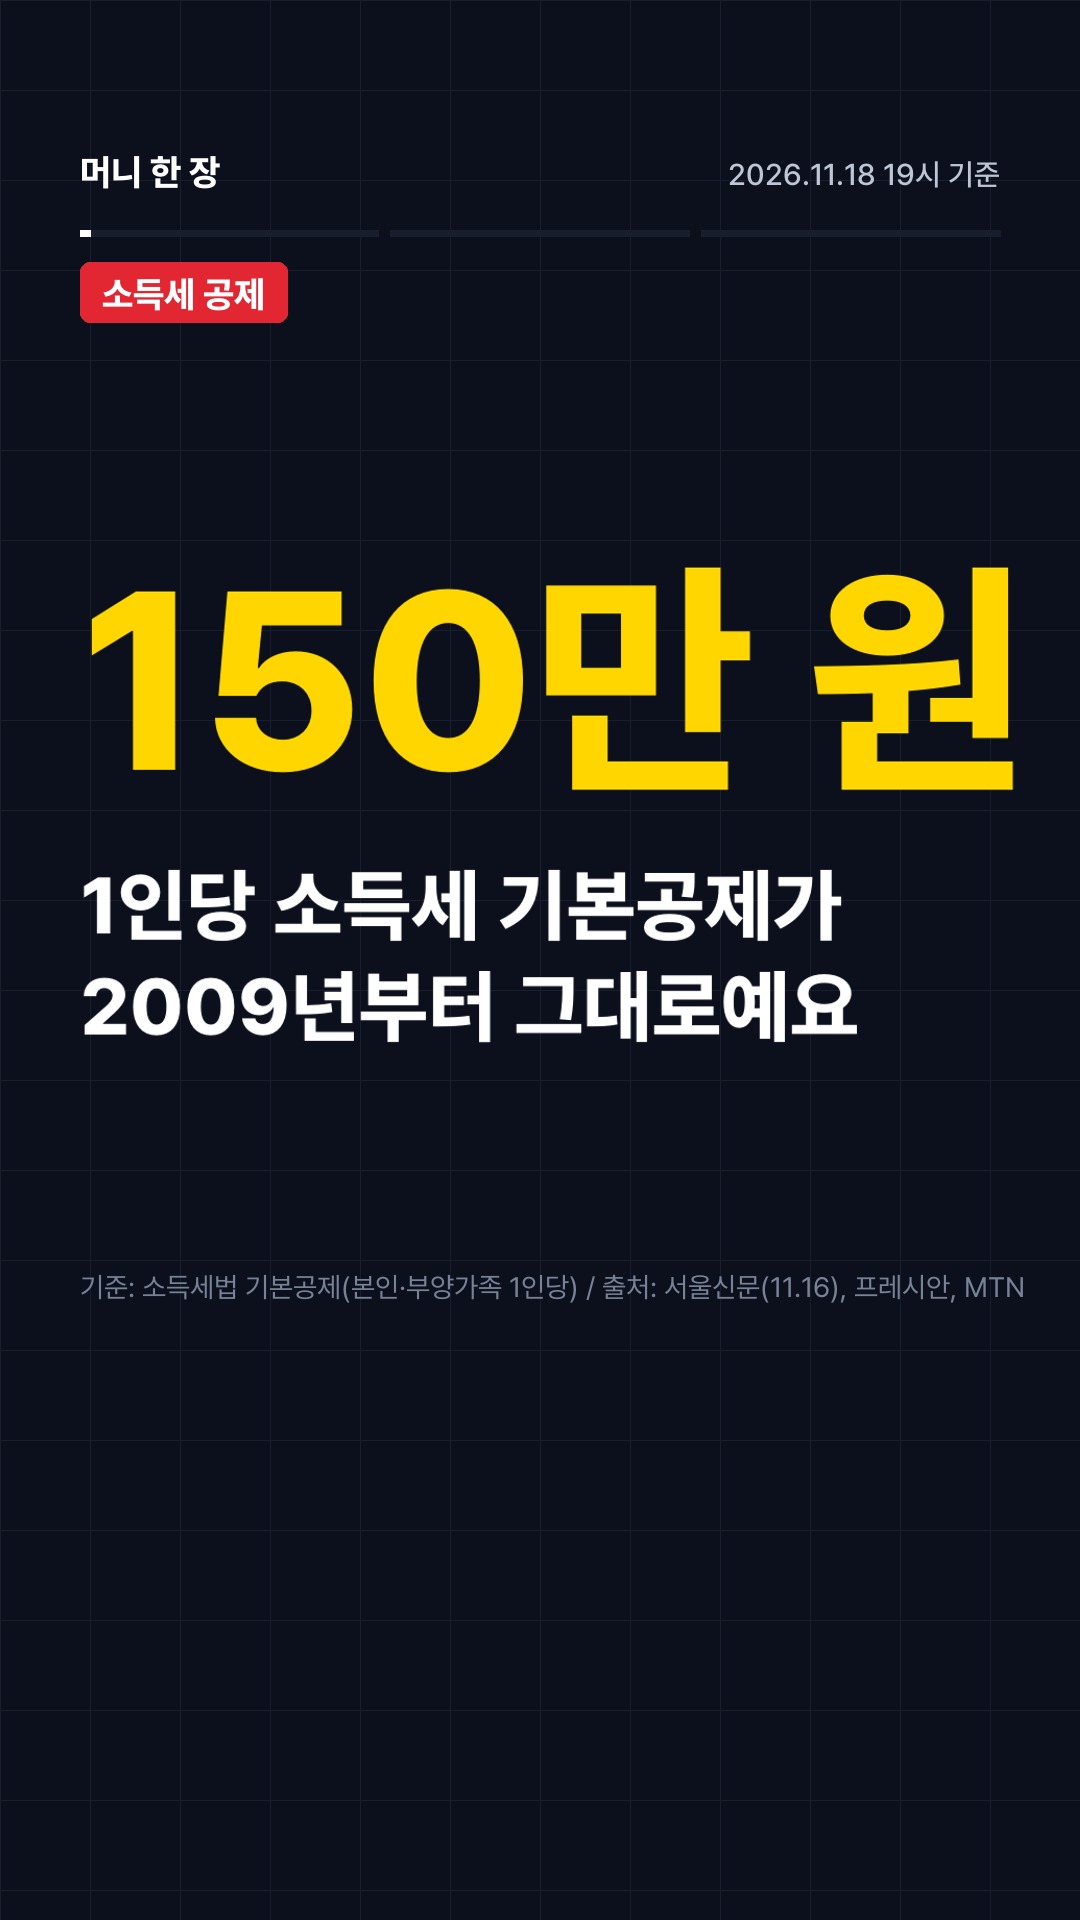 머니 한 장
2026.11.18 19시 기준
소득세 공제
150만 원
1인당 소득세 기본공제가
2009년부터 그대로예요
기준: 소득세법 기본공제(본인·부양가족 1인당) / 출처: 서울신문(11.16), 프레시안, MTN